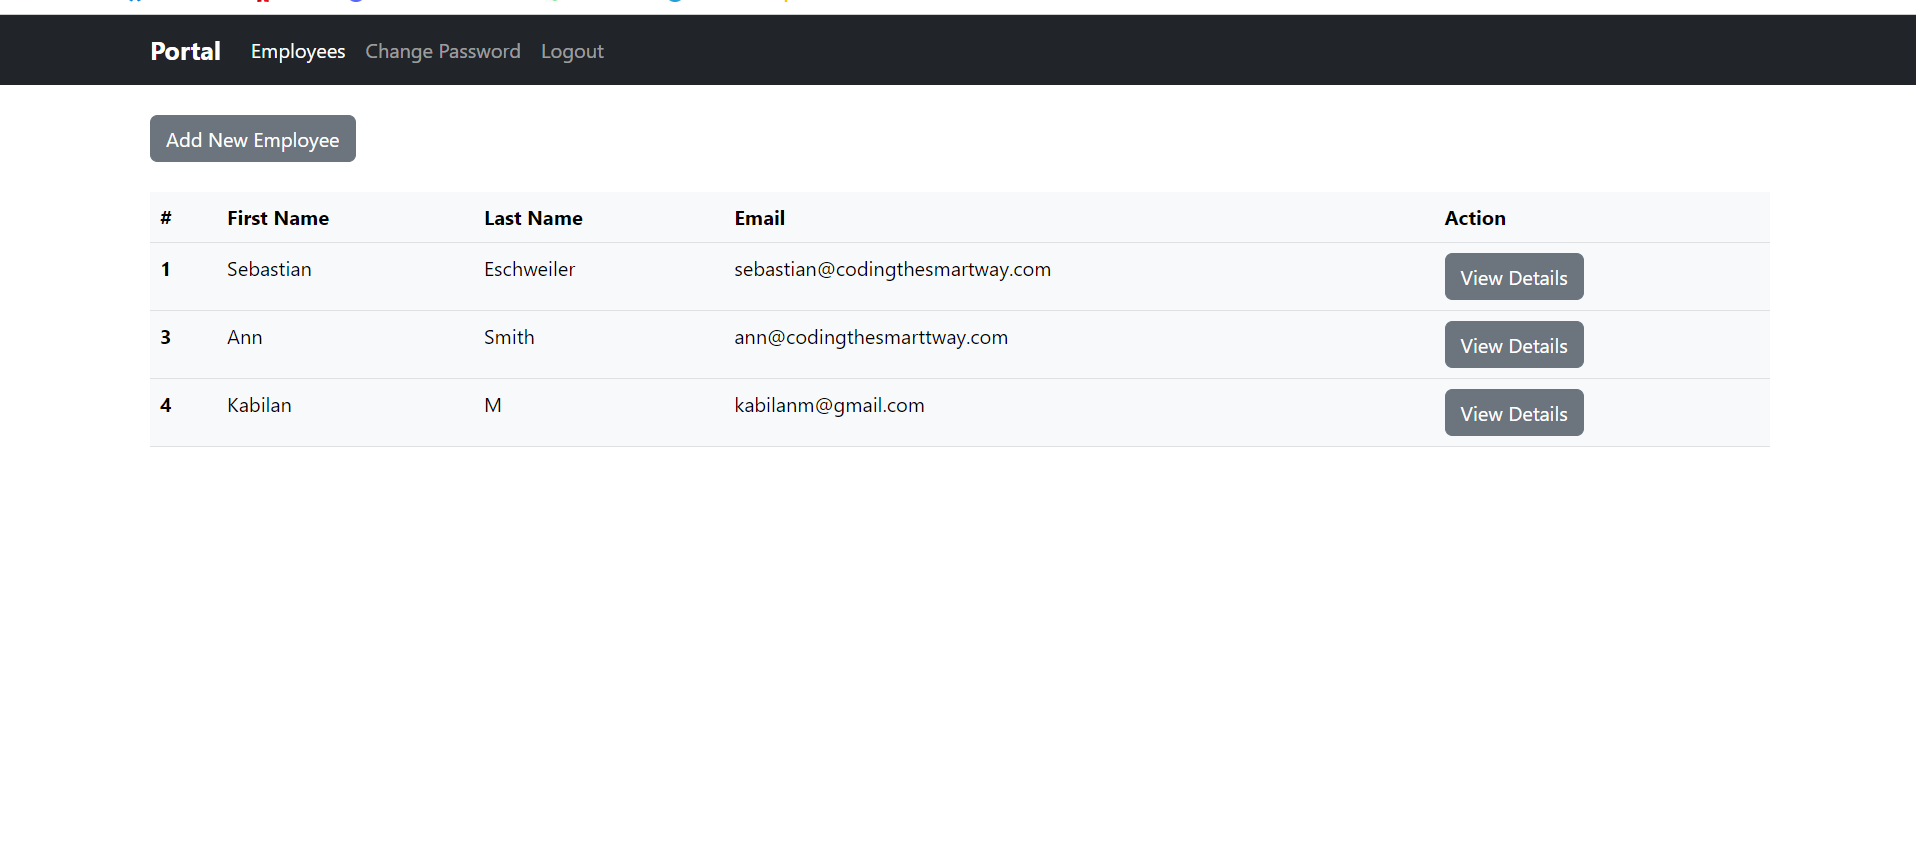 Portal Employees Change Password Logout
Add New Employee
# First Name Last Name Email Action
1 Sebastian Eschweiler sebastian@codingthesmartway.com View Details
3 Ann Smith ann@codingthesmarttway.com View Details
4 Kabilan M kabilanm@gmail.com View Details